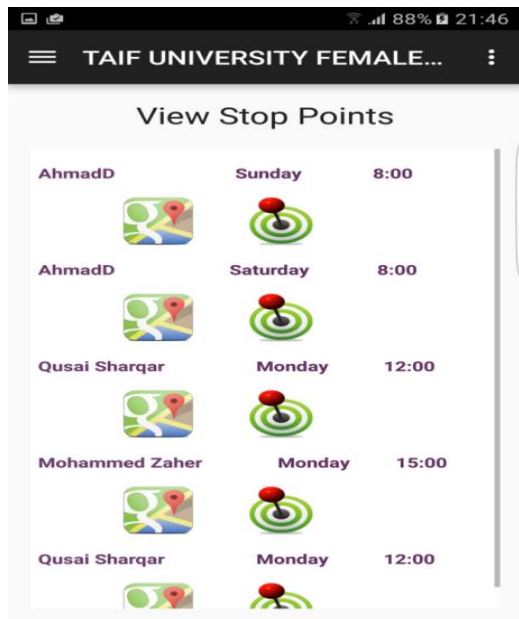 88% 21:46
TAIF UNIVERSITY FEMALE...
View Stop Points
AhmadD Sunday 8:00
AhmadD Saturday 8:00
Qusai Sharqar Monday 12:00
Mohammed Zaher Monday 15:00
Qusai Sharqar Monday 12:00